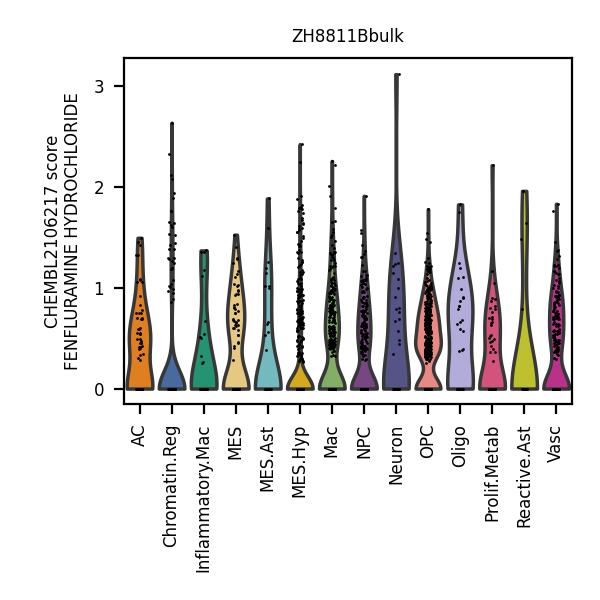 ZH8811Bbulk
CHEMBL2106217 score
FENFLURAMINE HYDROCHLORIDE
3
2
1
0
AC
Chromatin.Reg
Inflammatory.Mac
MES
MES.Ast
MES.Hyp
Mac
NPC
Neuron
OPC
Oligo
Prolif.Metab
Reactive.Ast
Vasc